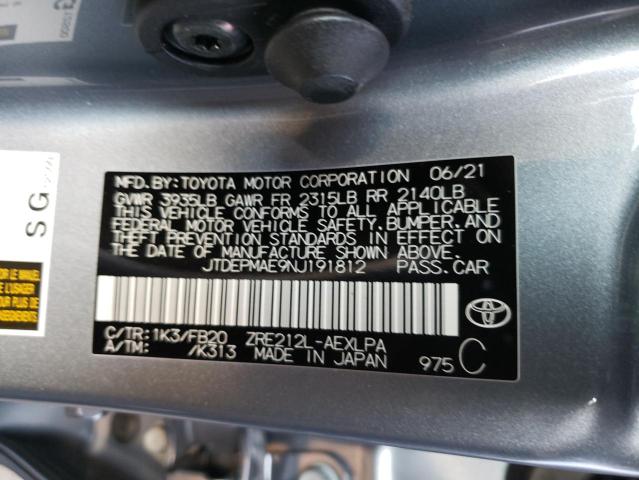 MFD.BY:TOYOTA MOTOR CORPORATION 06/21
GVWR 3935LB GAWR FR 2315LB RR 2140LB
THIS VEHICLE CONFORMS TO ALL APPLICABLE
FEDERAL MOTOR VEHICLE SAFETY,BUMPER,AND
THEFT PREVENTION STANDARDS IN EFFECT ON
THE DATE OF MANUFACTURE SHOWN ABOVE.
JTDEPMAE9NJ191812 PASS.CAR
C/TR:1K3/FB20 ZRE212L-AEXLPA
A/TM: /K313 MADE IN JAPAN 975 C
SG